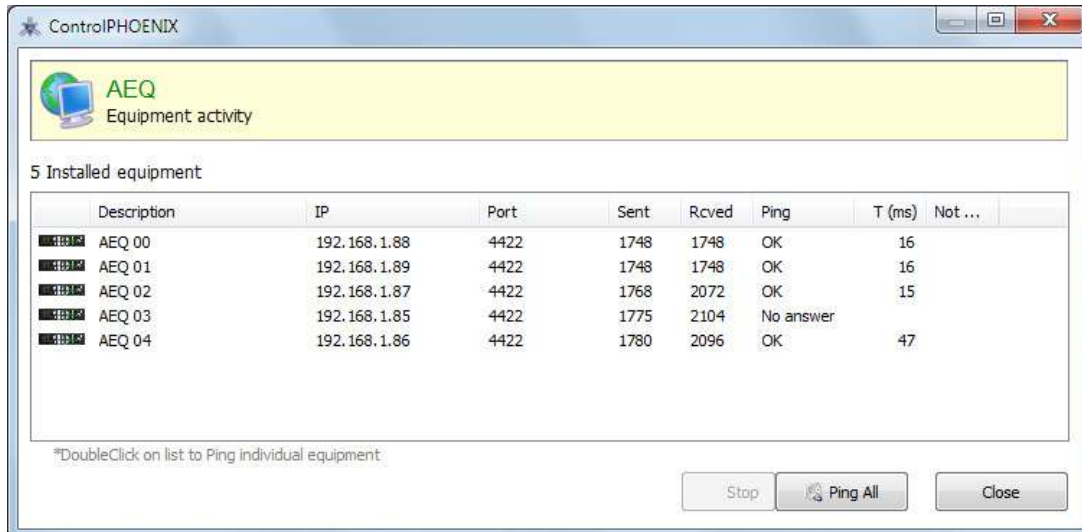 ControlPHOENIX
AEQ
Equipment activity
5 Installed equipment
Description IP Port Sent Rcved Ping T (ms) Not ...
AEQ 00 192.168.1.88 4422 1748 1748 OK 16
AEQ 01 192.168.1.89 4422 1748 1748 OK 16
AEQ 02 192.168.1.87 4422 1768 2072 OK 15
AEQ 03 192.168.1.85 4422 1775 2104 No answer
AEQ 04 192.168.1.86 4422 1780 2096 OK 47
*DoubleClick on list to Ping individual equipment
Stop Ping All Close